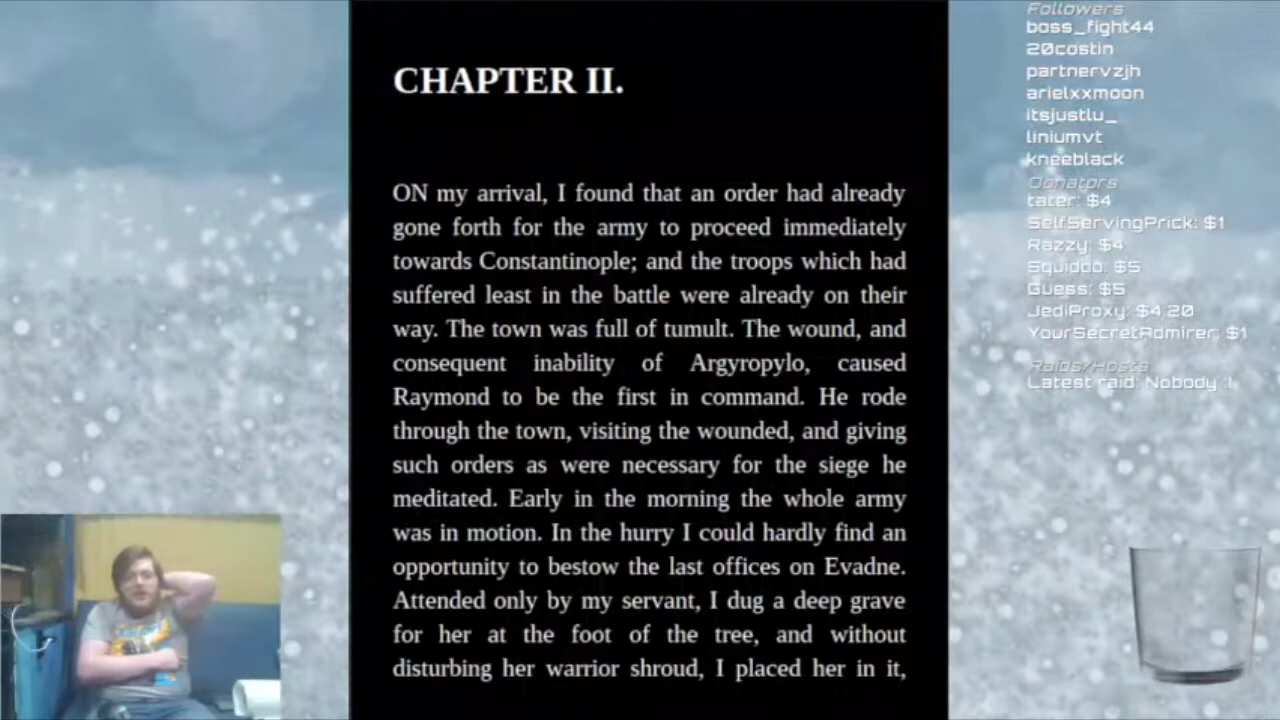 CHAPTER II.
ON my arrival, I found that an order had already
gone forth for the army to proceed immediately
towards Constantinople; and the troops which had
suffered least in the battle were already on their
way. The town was full of tumult. The wound, and
consequent inability of Argyropylo, caused
Raymond to be the first in command. He rode
through the town, visiting the wounded, and giving
such orders as were necessary for the siege he
meditated. Early in the morning the whole army
was in motion. In the hurry I could hardly find an
opportunity to bestow the last offices on Evadne.
Attended only by my servant, I dug a deep grave
for her at the foot of the tree, and without
disturbing her warrior shroud, I placed her in it,
Followers
boss_fight44
20costin
partnervzjh
arielxxmoon
itsjustlu_
liniumvt
kneeblack
Donators
tater: $4
SelfServingPrick: $1
Razzy: $4
Squiddo: $5
Guess: $5
JediProxy: $4.20
YourSecretAdmirer: $1
Raids/Hosts
Latest raid: Nobody :(